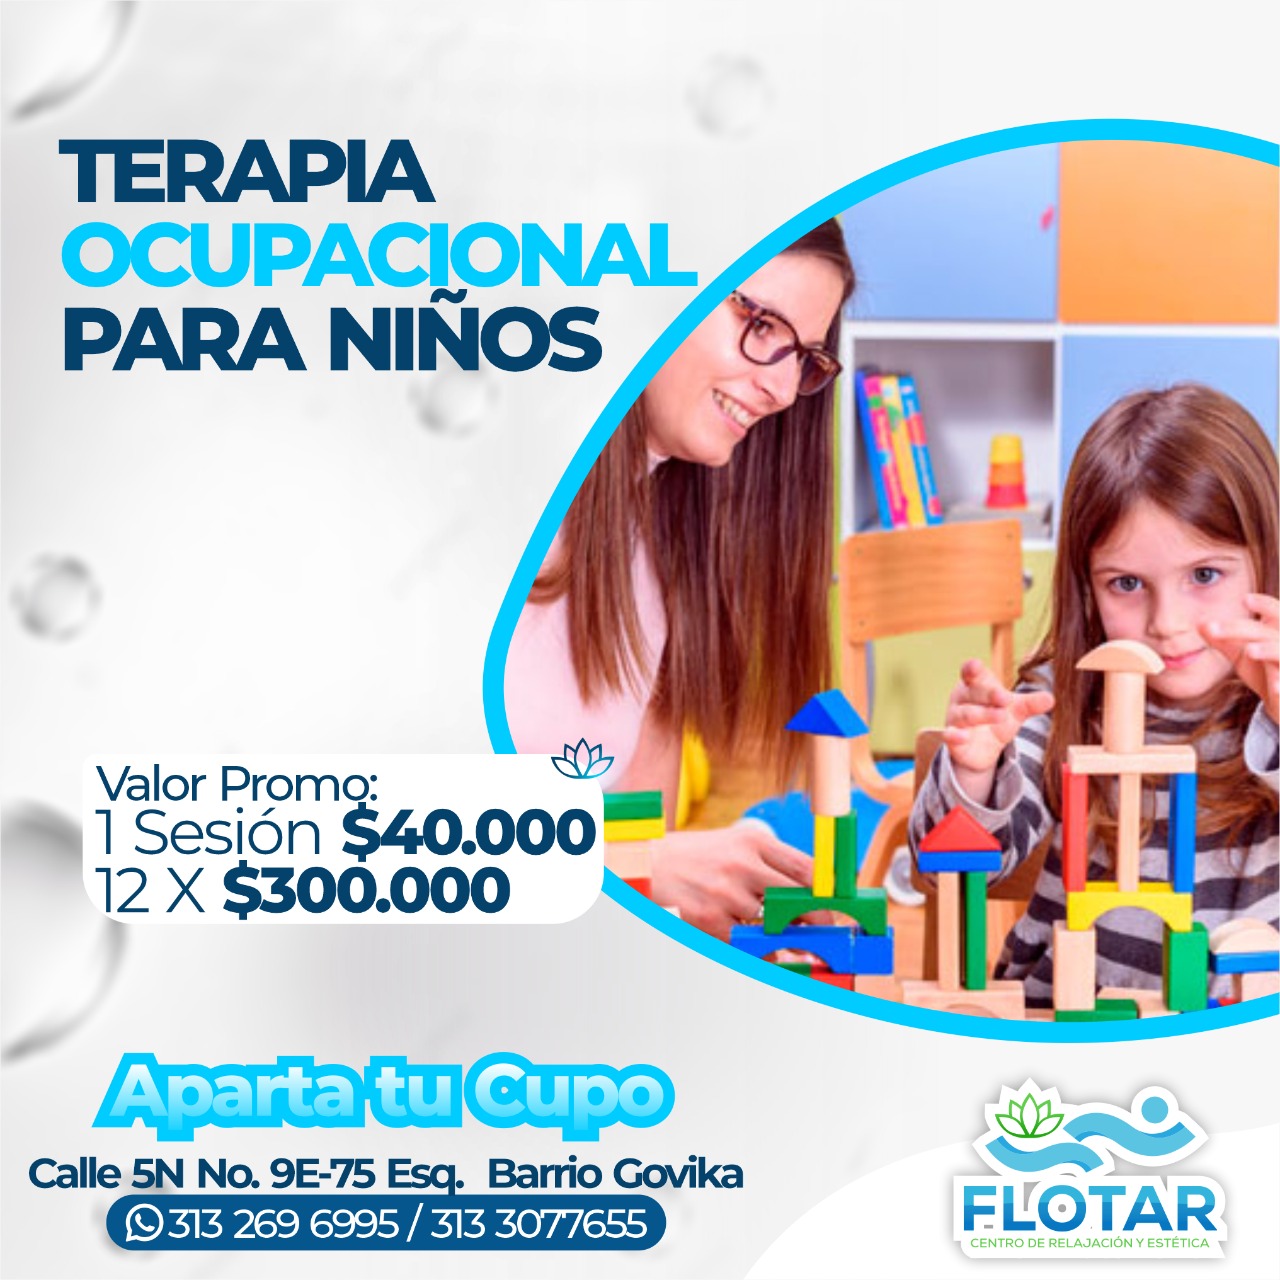 TERAPIA
OCUPACIONAL
PARA NIÑOS
Valor Promo:
1 Sesión $40.000
12 X $300.000
Aparta tu Cupo
Calle 5N No. 9E-75 Esq. Barrio Govika
313 269 6995 / 313 3077655
FLOTAR
CENTRO DE RELAJACIÓN Y ESTÉTICA